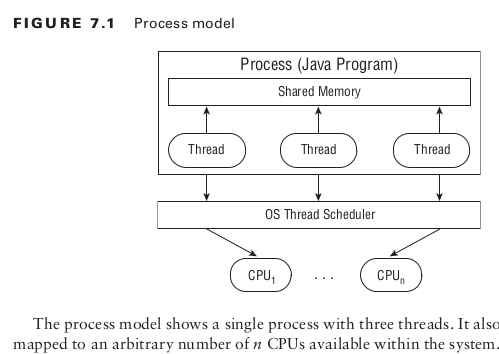 FIGURE 7.1 Process model
Process (Java Program)
Shared Memory
Thread Thread Thread
OS Thread Scheduler
CPU1 ... CPUn
The process model shows a single process with three threads. It also
mapped to an arbitrary number of n CPUs available within the system.